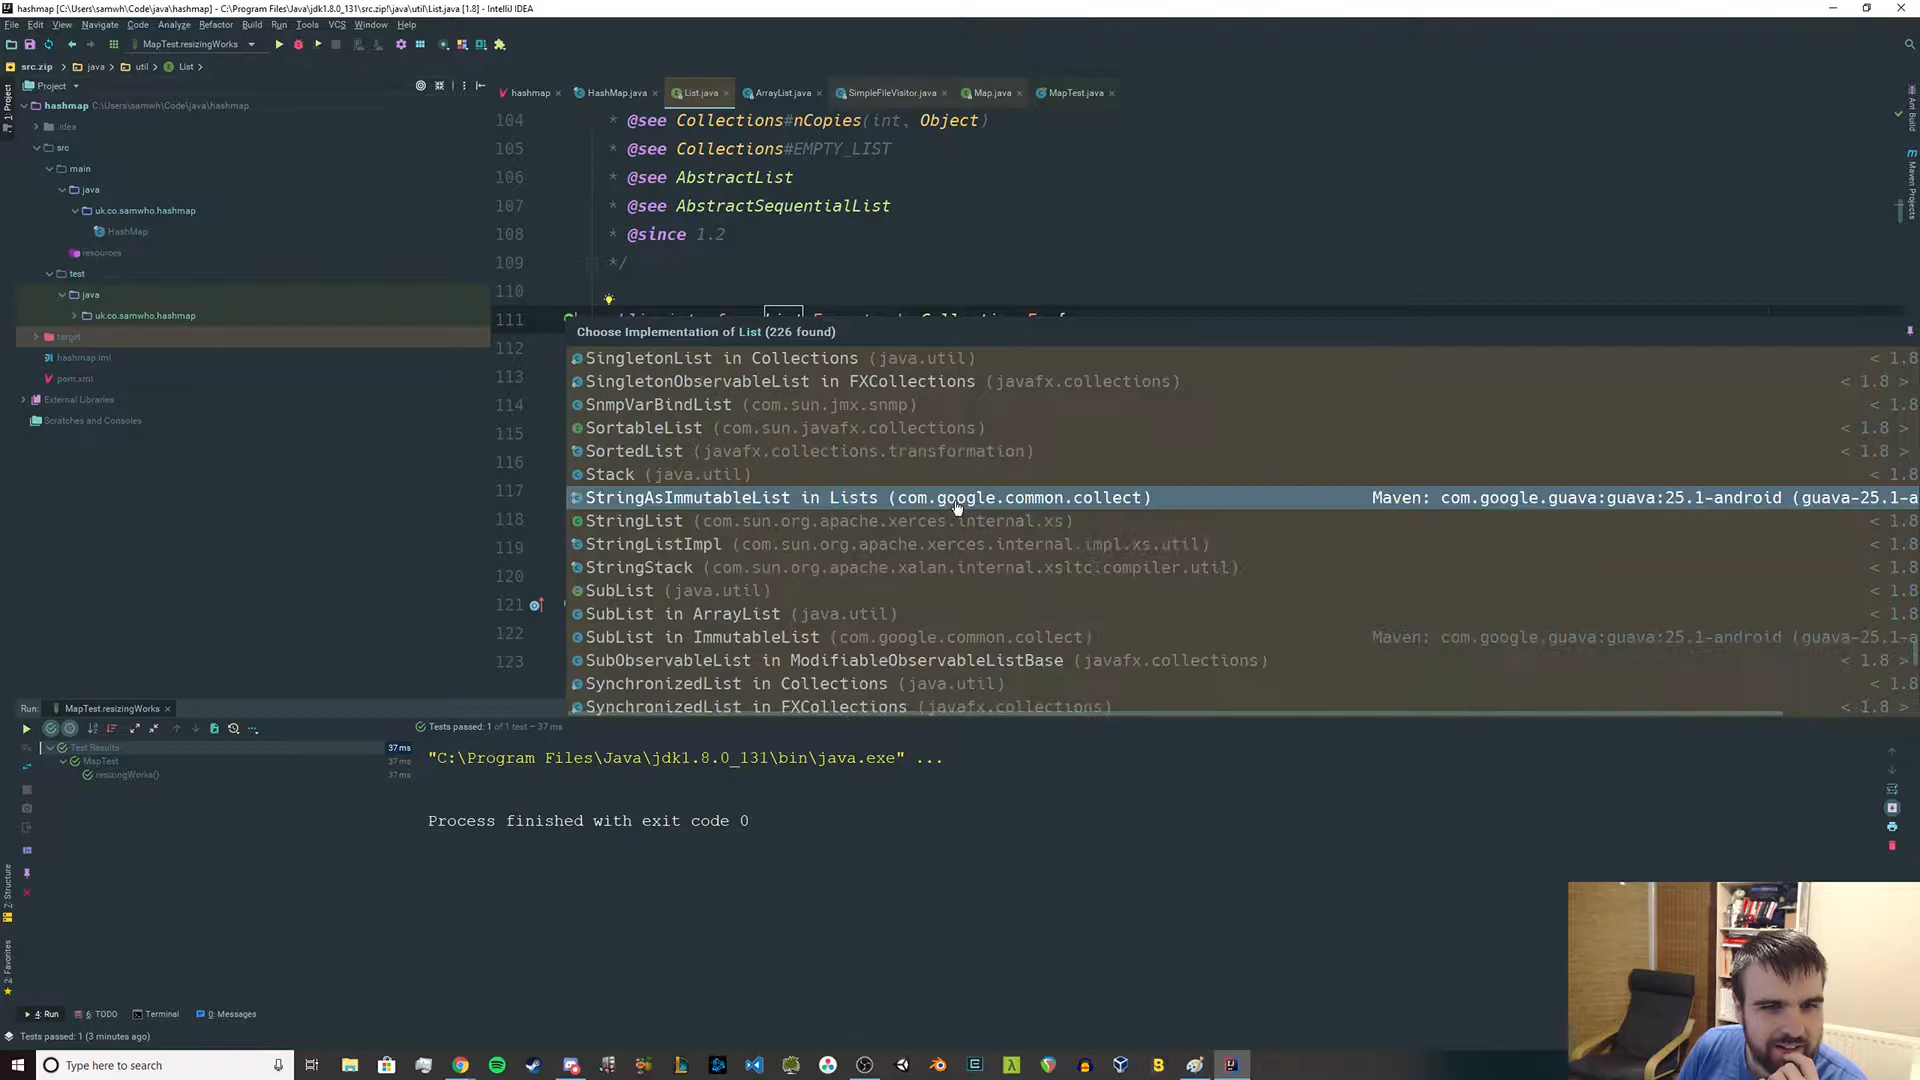 hashmap [C:\Users\samwh\Code\java\hashmap] - C:\Program Files\Java\jdk1.8.0_131\src.zip!\java\util\List.java [1.8] - IntelliJ IDEA
File Edit View Navigate Code Analyze Refactor Build Run Tools VCS Window Help
MapTest.resizingWorks
src.zip java util List
Project
hashmap HashMap.java List.java ArrayList.java SimpleFileVisitor.java Map.java MapTest.java
1: Project
hashmap C:\Users\samwh\Code\java\hashmap
.idea
src
main
java
uk.co.samwho.hashmap
HashMap
resources
test
java
uk.co.samwho.hashmap
target
hashmap.iml
pom.xml
External Libraries
Scratches and Consoles
Ant Build
Maven Projects
104 * @see Collections#nCopies(int, Object)
105 * @see Collections#EMPTY_LIST
106 * @see AbstractList
107 * @see AbstractSequentialList
108 * @since 1.2
109 */
110
111
112
113
114
115
116
117
118
119
120
121
122
123
Choose Implementation of List (226 found)
SingletonList in Collections (java.util) < 1.8
SingletonObservableList in FXCollections (javafx.collections) < 1.8 >
SnmpVarBindList (com.sun.jmx.snmp) < 1.8
SortableList (com.sun.javafx.collections) < 1.8
SortedList (javafx.collections.transformation) < 1.8
Stack (java.util) < 1.8
StringAsImmutableList in Lists (com.google.common.collect) Maven: com.google.guava:guava:25.1-android (guava-25.1-a
StringList (com.sun.org.apache.xerces.internal.xs) < 1.8
StringListImpl (com.sun.org.apache.xerces.internal.impl.xs.util) < 1.8
StringStack (com.sun.org.apache.xalan.internal.xsltc.compiler.util) < 1.8
SubList (java.util) < 1.8
SubList in ArrayList (java.util) < 1.8
SubList in ImmutableList (com.google.common.collect) Maven: com.google.guava:guava:25.1-android (guava-25.1-a
SubObservableList in ModifiableObservableListBase (javafx.collections) < 1.8 >
SynchronizedList in Collections (java.util) < 1.8
SynchronizedList in FXCollections (javafx.collections) < 1.8
Run: MapTest.resizingWorks
Tests passed: 1 of 1 test – 37 ms
Test Results 37 ms
MapTest 37 ms
resizingWorks() 37 ms
"C:\Program Files\Java\jdk1.8.0_131\bin\java.exe" ...
Process finished with exit code 0
Z: Structure
2: Favorites
4: Run 6: TODO Terminal 0: Messages
Tests passed: 1 (3 minutes ago)
Type here to search